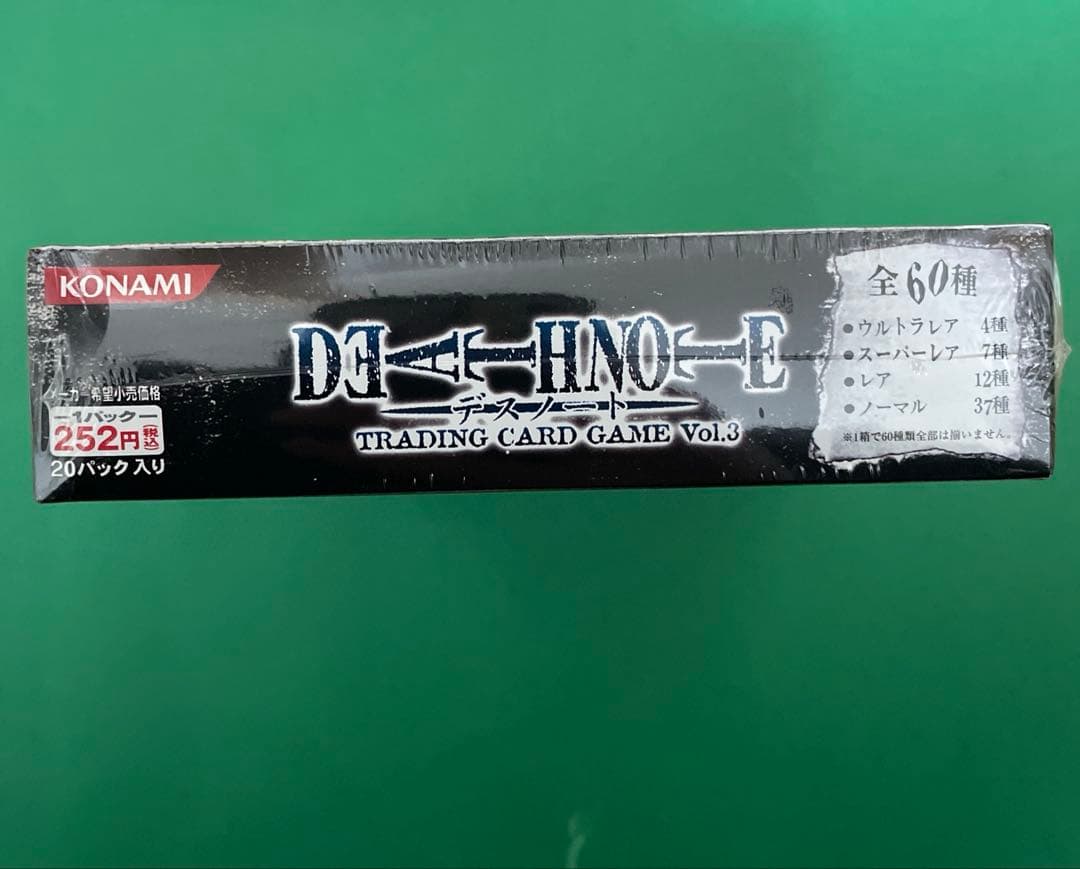 KONAMI
メーカー希望小売価格
1パック
252円 税込
20パック入り
DEATH NOTE
デスノート
TRADING CARD GAME Vol.3
全60種
●ウルトラレア 4種
●スーパーレア 7種
●レア 12種
●ノーマル 37種
※1箱で60種類全部は揃いません。